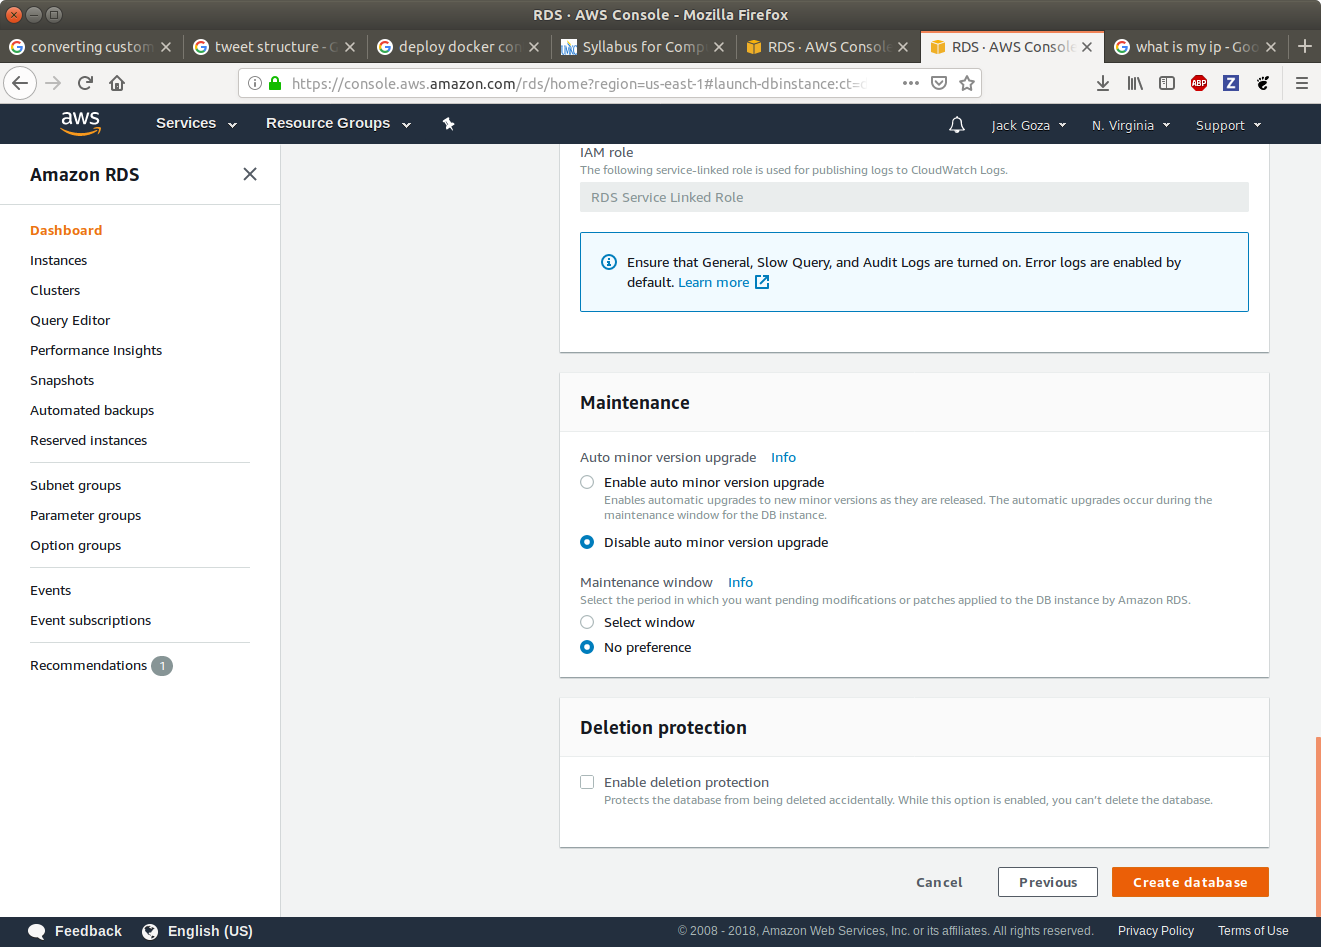 RDS · AWS Console - Mozilla Firefox
converting custom
tweet structure - G
deploy docker con
Syllabus for Comp
RDS · AWS Console
RDS · AWS Console
what is my ip - Goo
https://console.aws.amazon.com/rds/home?region=us-east-1#launch-dbinstance:ct=
ABP
Z
aws
Services
Resource Groups
Jack Goza
N. Virginia
Support
Amazon RDS
Dashboard
Instances
Clusters
Query Editor
Performance Insights
Snapshots
Automated backups
Reserved instances
Subnet groups
Parameter groups
Option groups
Events
Event subscriptions
Recommendations 1
IAM role
The following service-linked role is used for publishing logs to CloudWatch Logs.
RDS Service Linked Role
Ensure that General, Slow Query, and Audit Logs are turned on. Error logs are enabled by
default. Learn more
Maintenance
Auto minor version upgrade Info
Enable auto minor version upgrade
Enables automatic upgrades to new minor versions as they are released. The automatic upgrades occur during the
maintenance window for the DB instance.
Disable auto minor version upgrade
Maintenance window Info
Select the period in which you want pending modifications or patches applied to the DB instance by Amazon RDS.
Select window
No preference
Deletion protection
Enable deletion protection
Protects the database from being deleted accidentally. While this option is enabled, you can't delete the database.
Cancel
Previous
Create database
Feedback
English (US)
© 2008 - 2018, Amazon Web Services, Inc. or its affiliates. All rights reserved.
Privacy Policy
Terms of Use